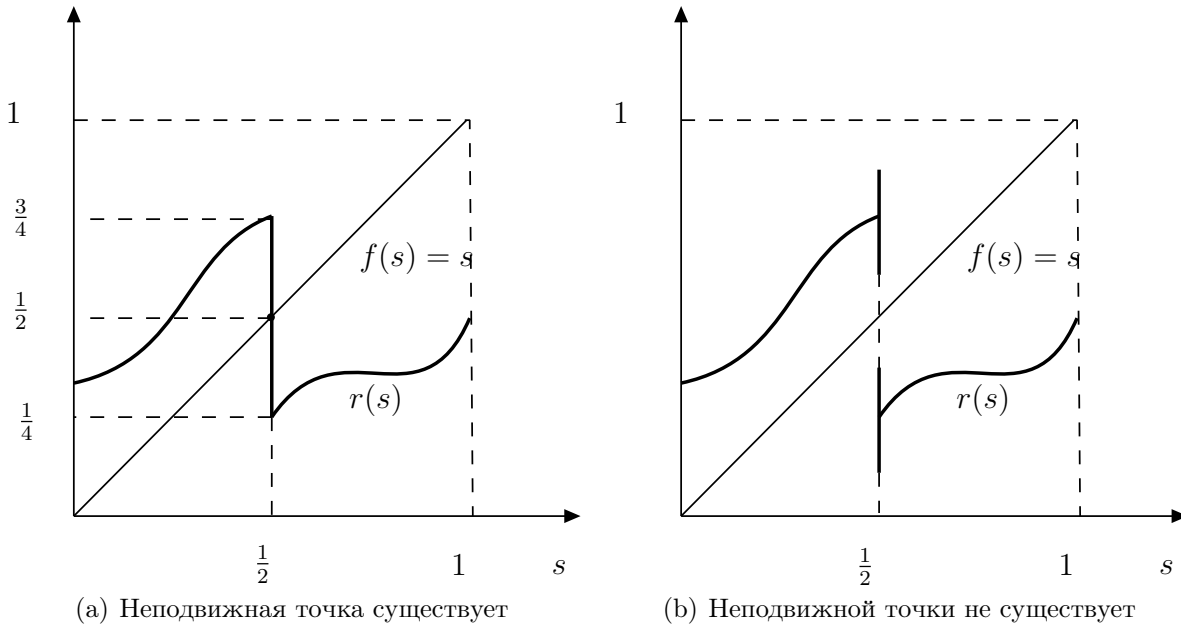 1
3/4
1/2
1/4
f(s) = s
r(s)
1/2 1 s
(a) Неподвижная точка существует
1
f(s) = s
r(s)
1/2 1 s
(b) Неподвижной точки не существует